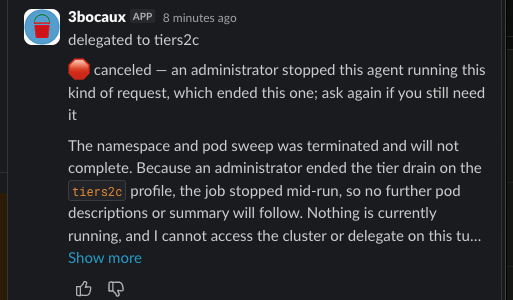 3bocaux APP 8 minutes ago
delegated to tiers2c
canceled — an administrator stopped this agent running this
kind of request, which ended this one; ask again if you still need
it
The namespace and pod sweep was terminated and will not
complete. Because an administrator ended the tier drain on the
tiers2c profile, the job stopped mid-run, so no further pod
descriptions or summary will follow. Nothing is currently
running, and I cannot access the cluster or delegate on this tu...
Show more